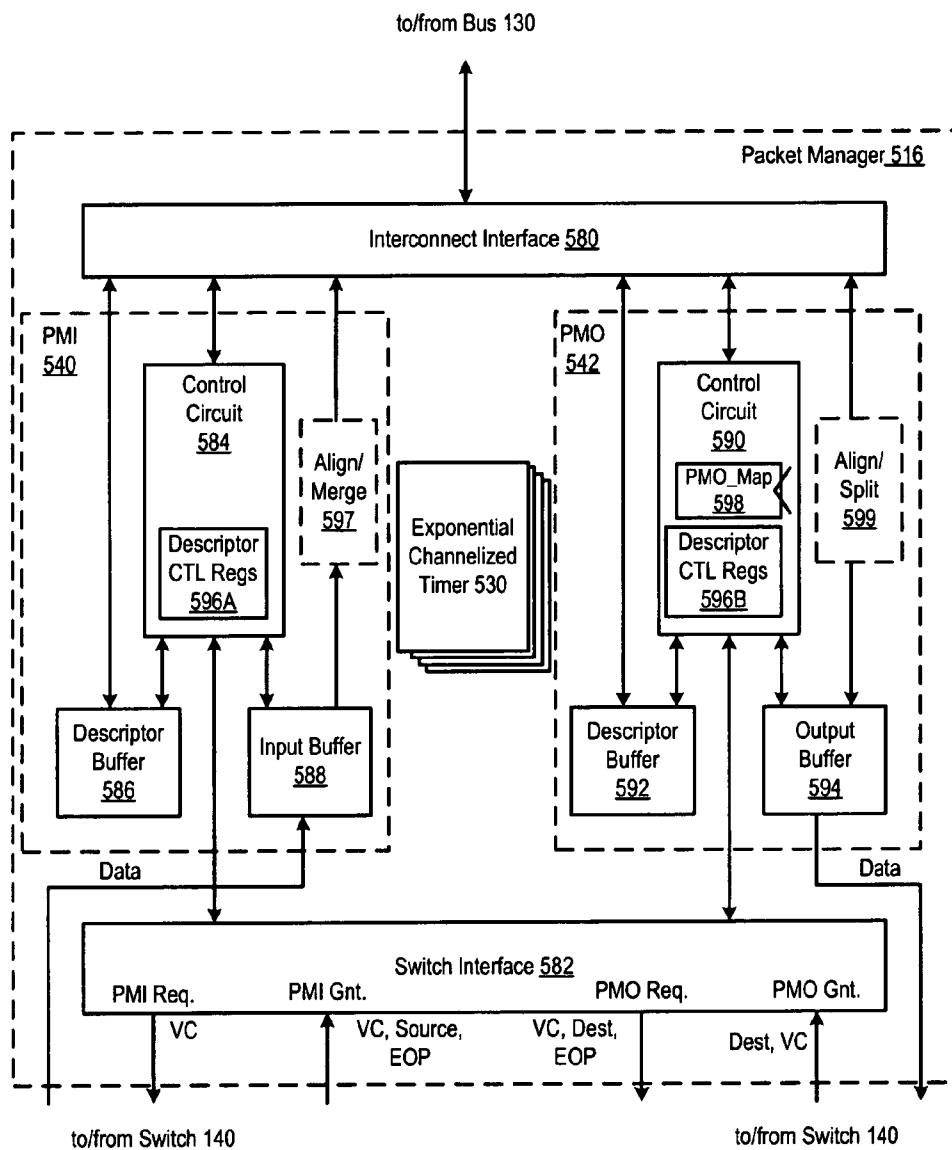 to/from Bus 130
Packet Manager 516
Interconnect Interface 580
PMI
540
Control
Circuit
584
Descriptor
CTL Regs
596A
Align/
Merge
597
Descriptor
Buffer
586
Input Buffer
588
Exponential
Channelized
Timer 530
PMO
542
Control
Circuit
590
PMO_Map
598
Descriptor
CTL Regs
596B
Align/
Split
599
Descriptor
Buffer
592
Output
Buffer
594
Data
Data
Switch Interface 582
PMI Req.
PMI Gnt.
PMO Req.
PMO Gnt.
VC
VC, Source,
EOP
VC, Dest,
EOP
Dest, VC
to/from Switch 140
to/from Switch 140